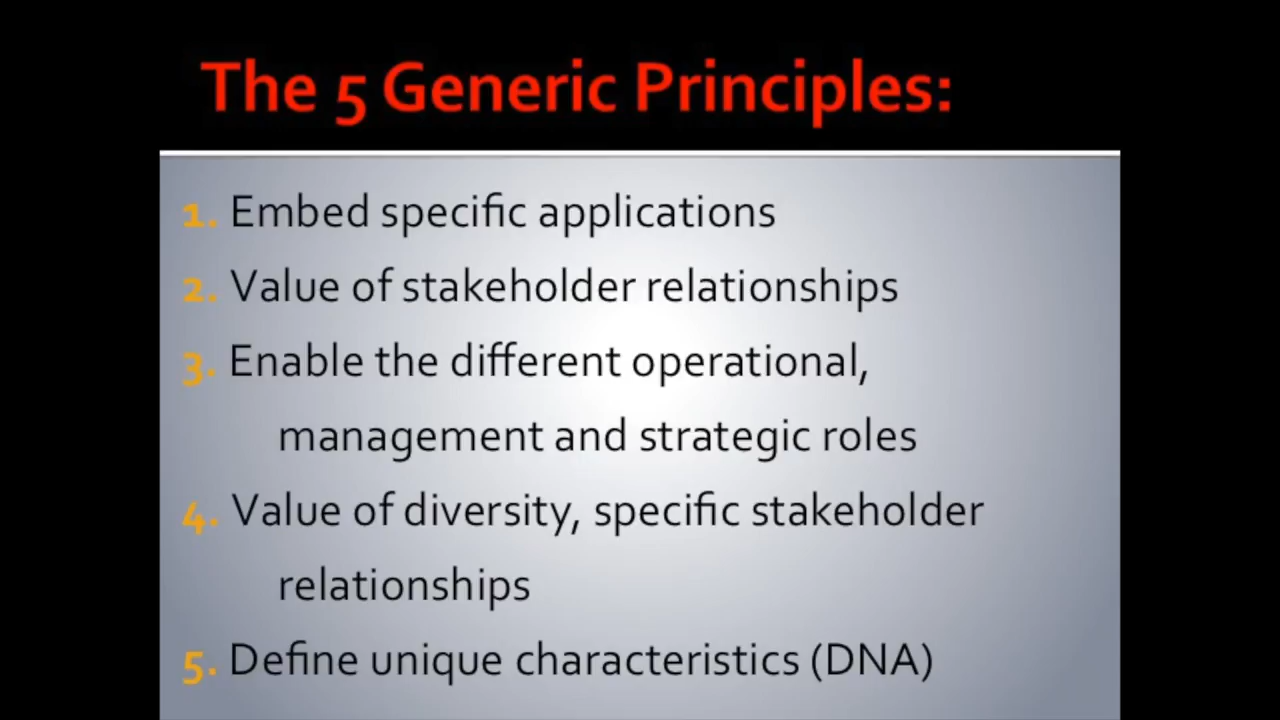 The 5 Generic Principles:
1. Embed specific applications
2. Value of stakeholder relationships
3. Enable the different operational,
management and strategic roles
4. Value of diversity, specific stakeholder
relationships
5. Define unique characteristics (DNA)